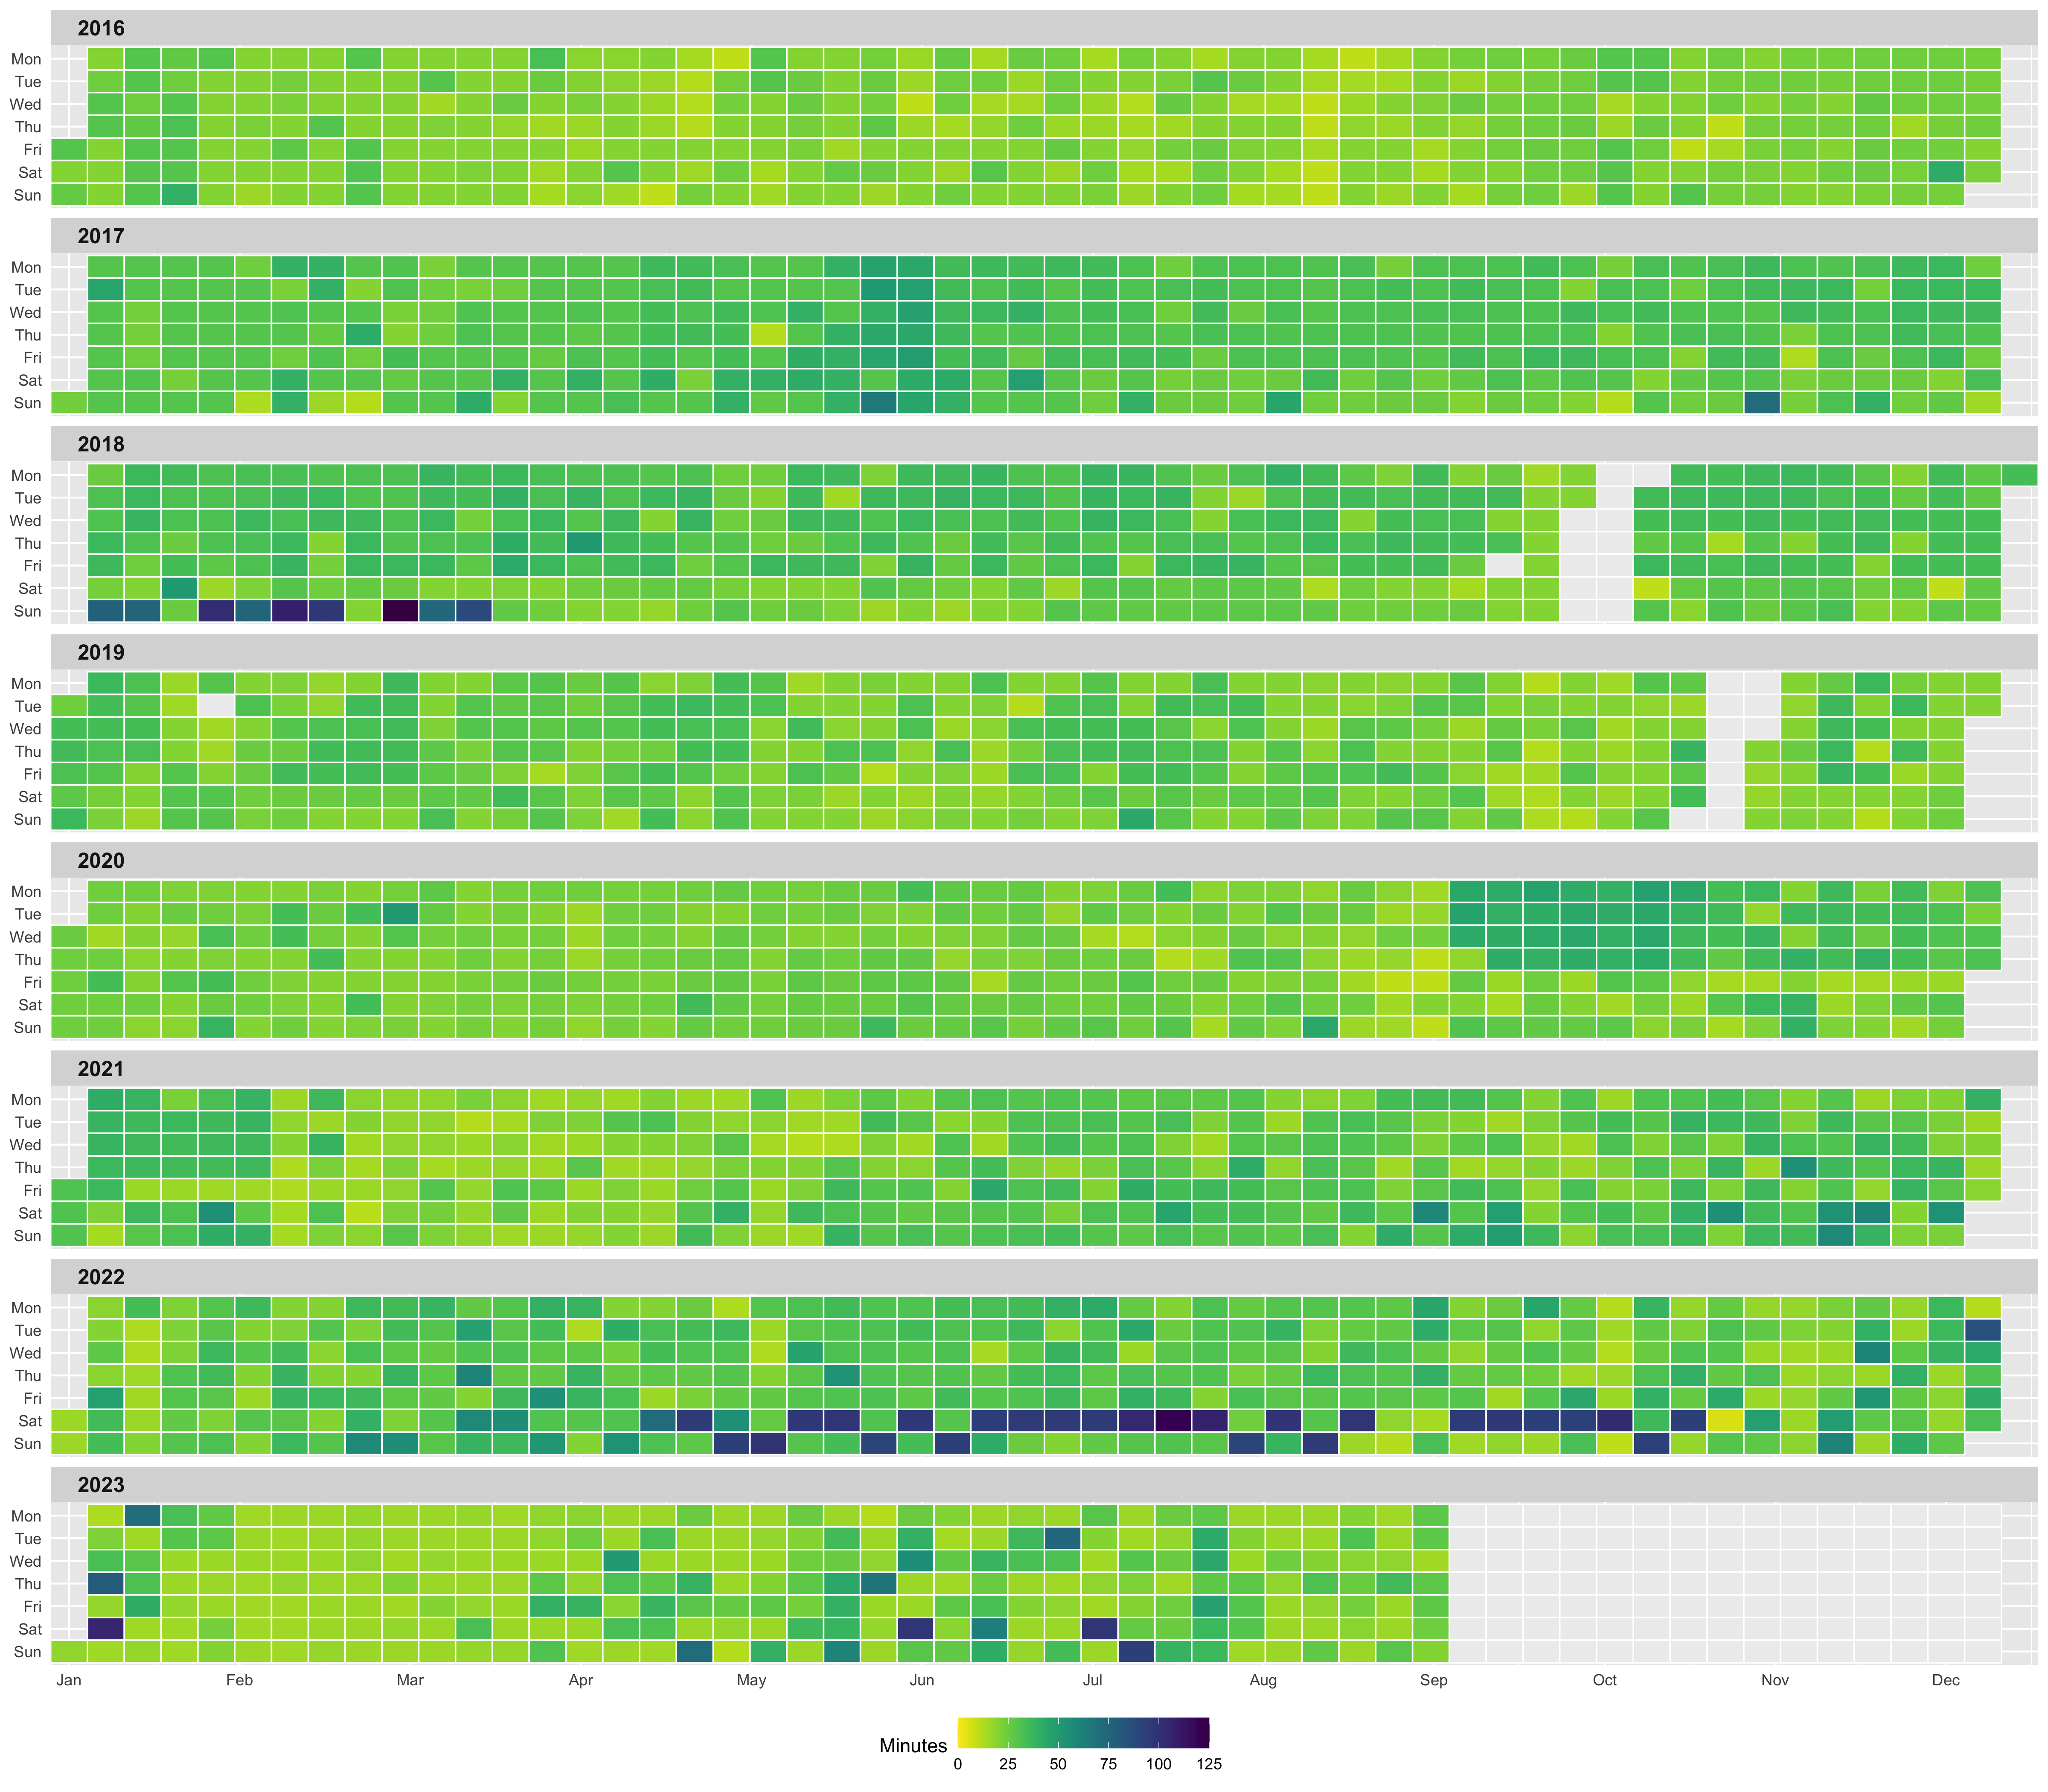 2016
Mon
Tue
Wed
Thu
Fri
Sat
Sun
2017
Mon
Tue
Wed
Thu
Fri
Sat
Sun
2018
Mon
Tue
Wed
Thu
Fri
Sat
Sun
2019
Mon
Tue
Wed
Thu
Fri
Sat
Sun
2020
Mon
Tue
Wed
Thu
Fri
Sat
Sun
2021
Mon
Tue
Wed
Thu
Fri
Sat
Sun
2022
Mon
Tue
Wed
Thu
Fri
Sat
Sun
2023
Mon
Tue
Wed
Thu
Fri
Sat
Sun
Jan Feb Mar Apr May Jun Jul Aug Sep Oct Nov Dec
Minutes
0 25 50 75 100 125